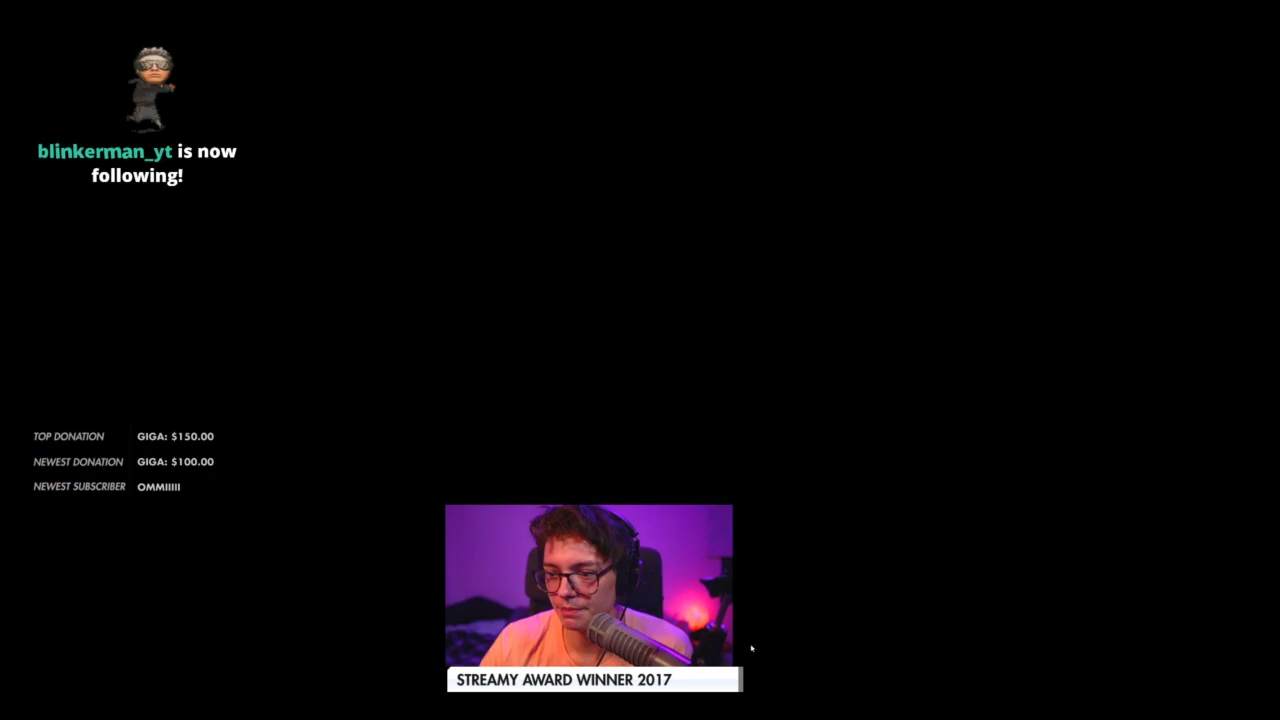 blinkerman_yt is now
following!
TOP DONATION GIGA: $150.00
NEWEST DONATION GIGA: $100.00
NEWEST SUBSCRIBER OMMIIIII
STREAMY AWARD WINNER 2017